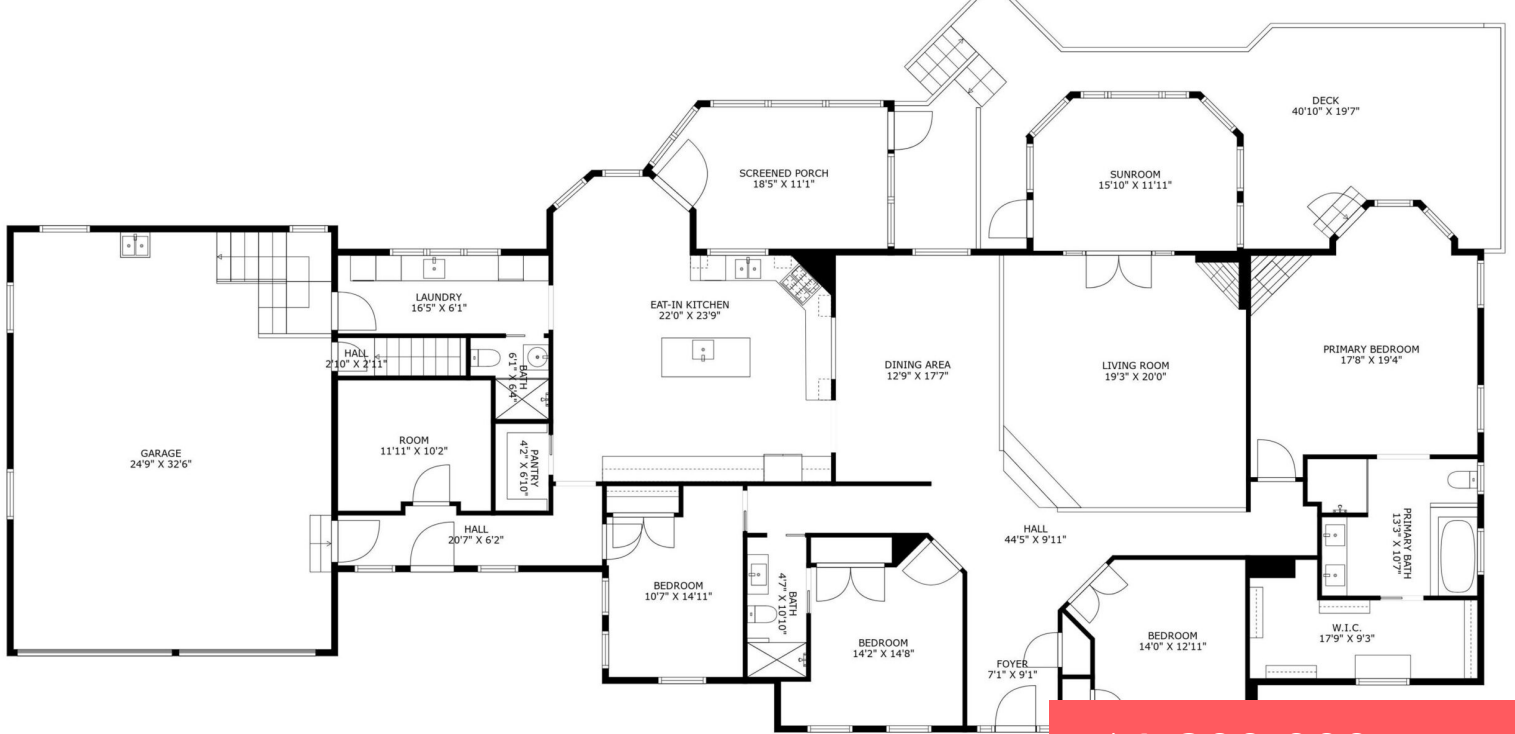 DECK
40'10" X 19'7"
SCREENED PORCH
18'5" X 11'1"
SUNROOM
15'10" X 11'11"
LAUNDRY
16'5" X 6'1"
EAT-IN KITCHEN
22'0" X 23'9"
HALL
2'10" X 2'11"
BATH
6'1" X 6'4"
DINING AREA
12'9" X 17'7"
LIVING ROOM
19'3" X 20'0"
PRIMARY BEDROOM
17'8" X 19'4"
GARAGE
24'9" X 32'6"
ROOM
11'11" X 10'2"
PANTRY
4'2" X 6'10"
HALL
20'7" X 6'2"
HALL
44'5" X 9'11"
PRIMARY BATH
13'3" X 10'7"
BEDROOM
10'7" X 14'11"
BATH
4'7" X 10'10"
BEDROOM
14'2" X 14'8"
FOYER
7'1" X 9'1"
BEDROOM
14'0" X 12'11"
W.I.C.
17'9" X 9'3"